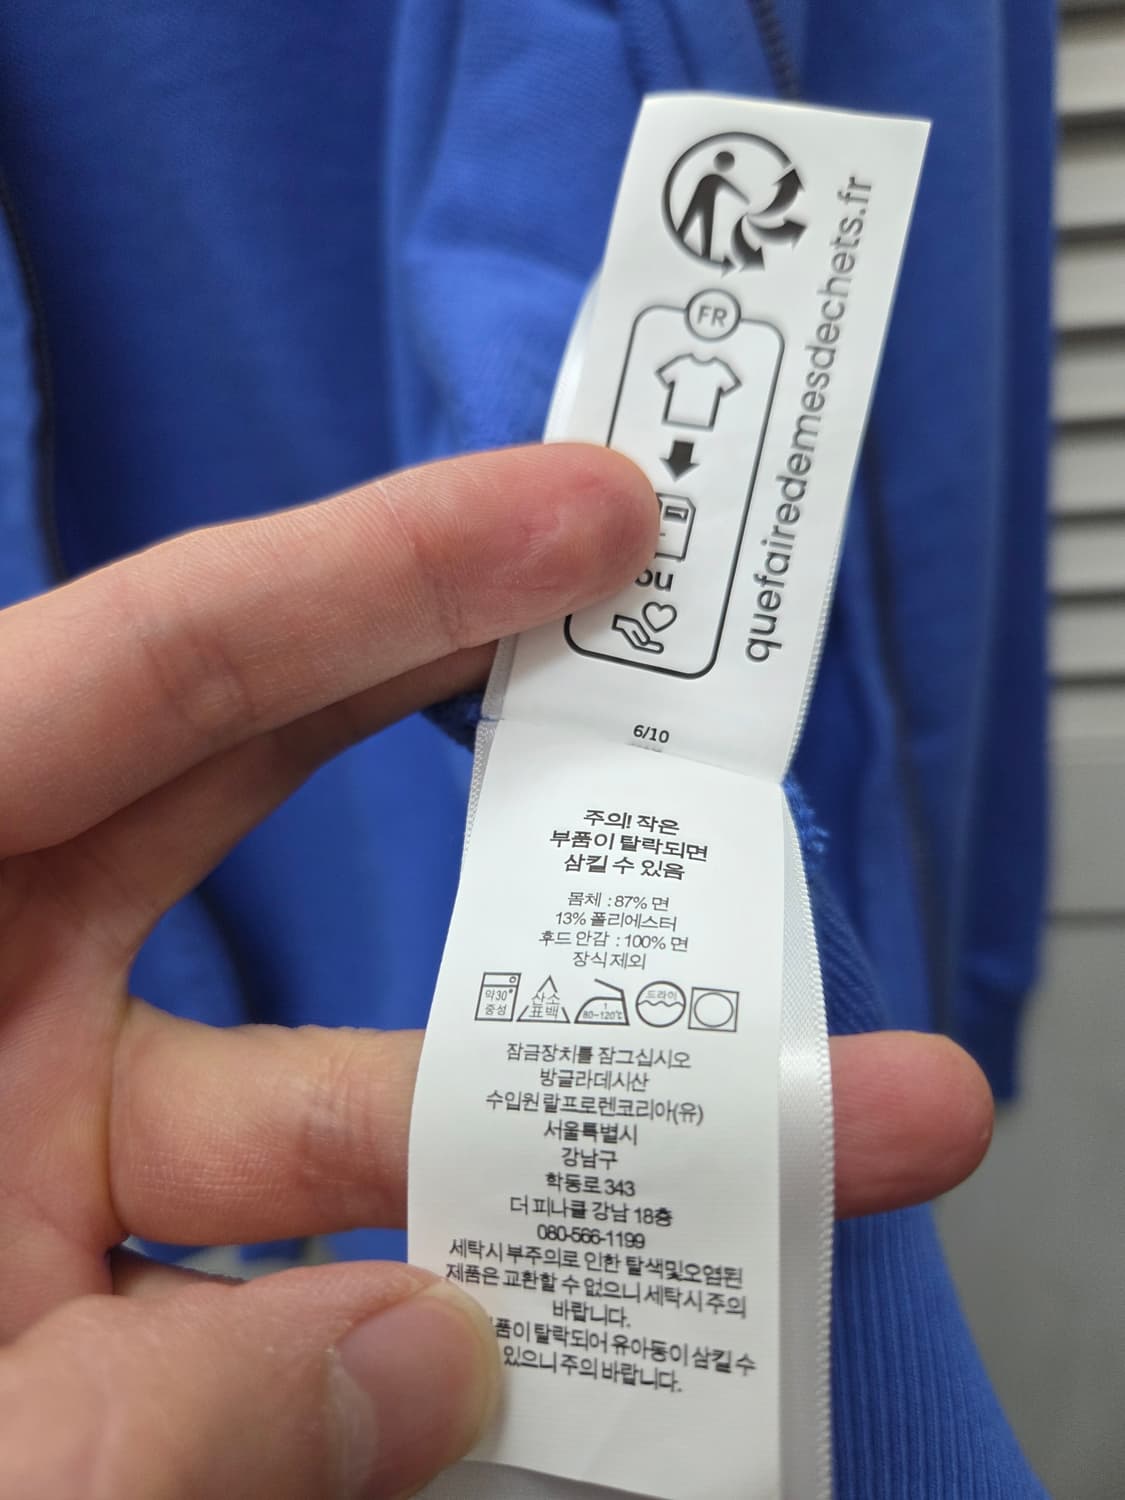 FR
ou
quefairedemesdechets.fr
6/10
주의! 작은
부품이 탈락되면
삼킬 수 있음
몸체 : 87% 면
13% 폴리에스터
후드 안감 : 100% 면
장식 제외
약30°
중성
산소
표백
1
80~120℃
드라이
잠금장치를 잠그십시오
방글라데시산
수입원 랄프로렌코리아(유)
서울특별시
강남구
학동로 343
더 피나클 강남 18층
080-566-1199
세탁시 부주의로 인한 탈색및오염된
제품은 교환할 수 없으니 세탁시 주의
바랍니다.
품이 탈락되어 유아동이 삼킬 수
있으니 주의 바랍니다.